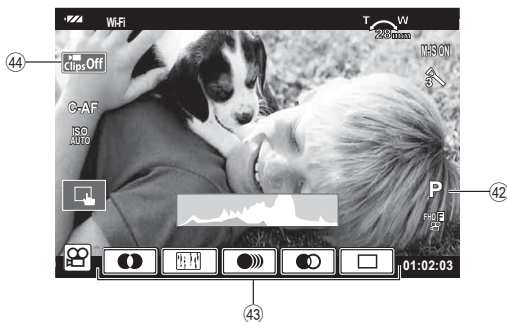 Wi-Fi
T W
28mm
44
Clips Off
M-IS ON
3
C-AF
ISO
AUTO
P
42
FHD F
01:02:03
43